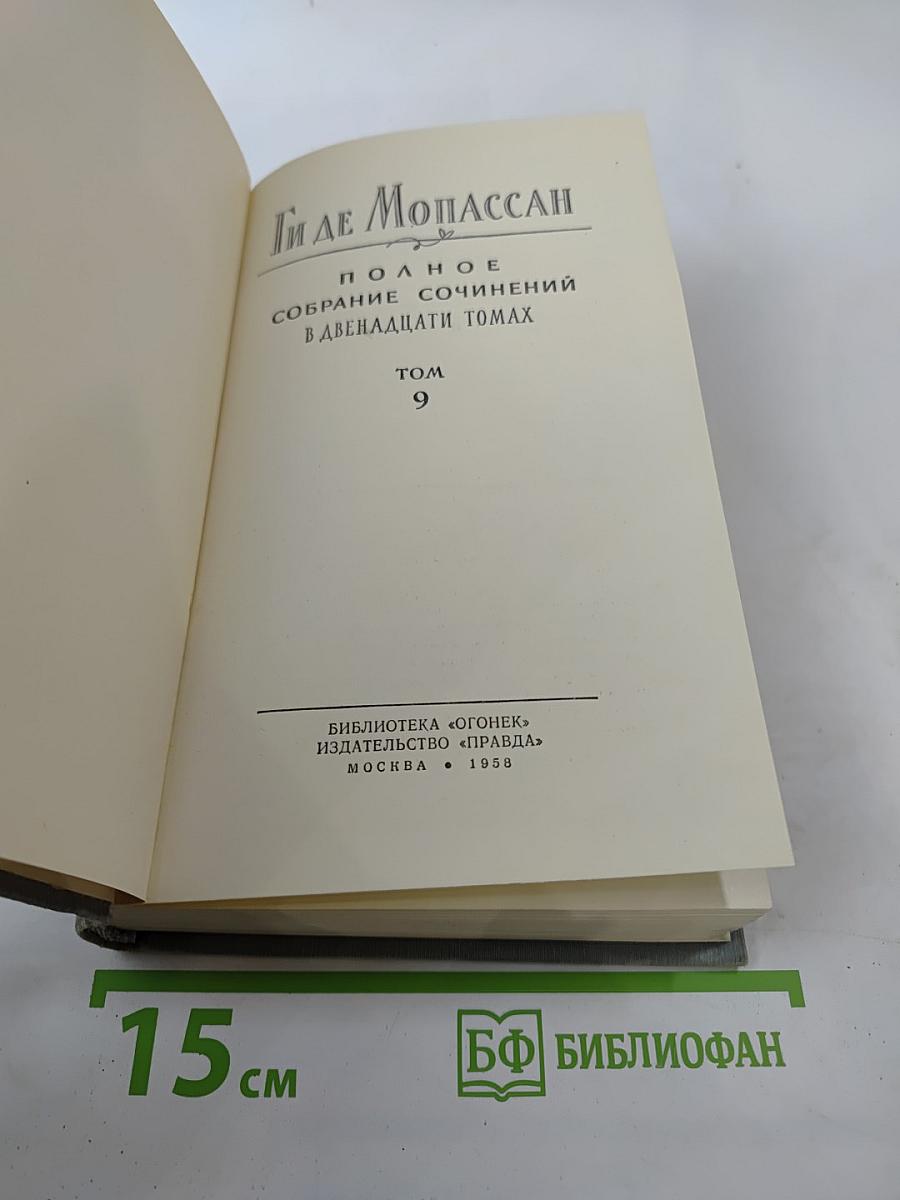 Ги де Мопассан
ПОЛНОЕ
СОБРАНИЕ СОЧИНЕНИЙ
В ДВЕНАДЦАТИ ТОМАХ
ТОМ
9
БИБЛИОТЕКА «ОГОНЕК»
ИЗДАТЕЛЬСТВО «ПРАВДА»
МОСКВА • 1958
15 см
БФ БИБЛИОФАН